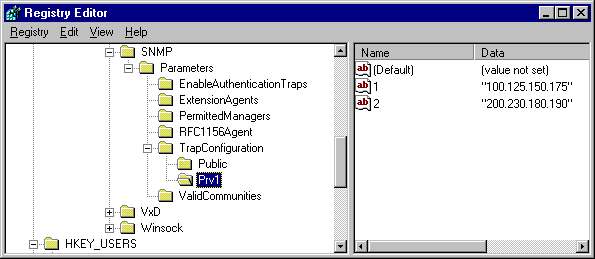 Registry Editor
Registry Edit View Help
SNMP
Parameters
EnableAuthenticationTraps
ExtensionAgents
PermittedManagers
RFC1156Agent
TrapConfiguration
Public
Prv1
ValidCommunities
VxD
Winsock
HKEY_USERS
Name Data
ab (Default) (value not set)
ab 1 "100.125.150.175"
ab 2 "200.230.180.190"